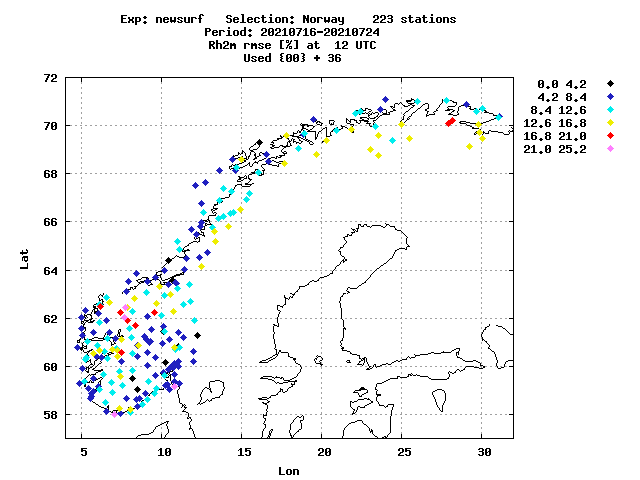 Exp: newsurf   Selection: Norway    223 stations
Period: 20210716-20210724
Rh2m rmse [%] at  12 UTC
Used {00} + 36
0.0 4.2
4.2 8.4
8.4 12.6
12.6 16.8
16.8 21.0
21.0 25.2
72
70
68
66
64
62
60
58
Lat
5 10 15 20 25 30
Lon